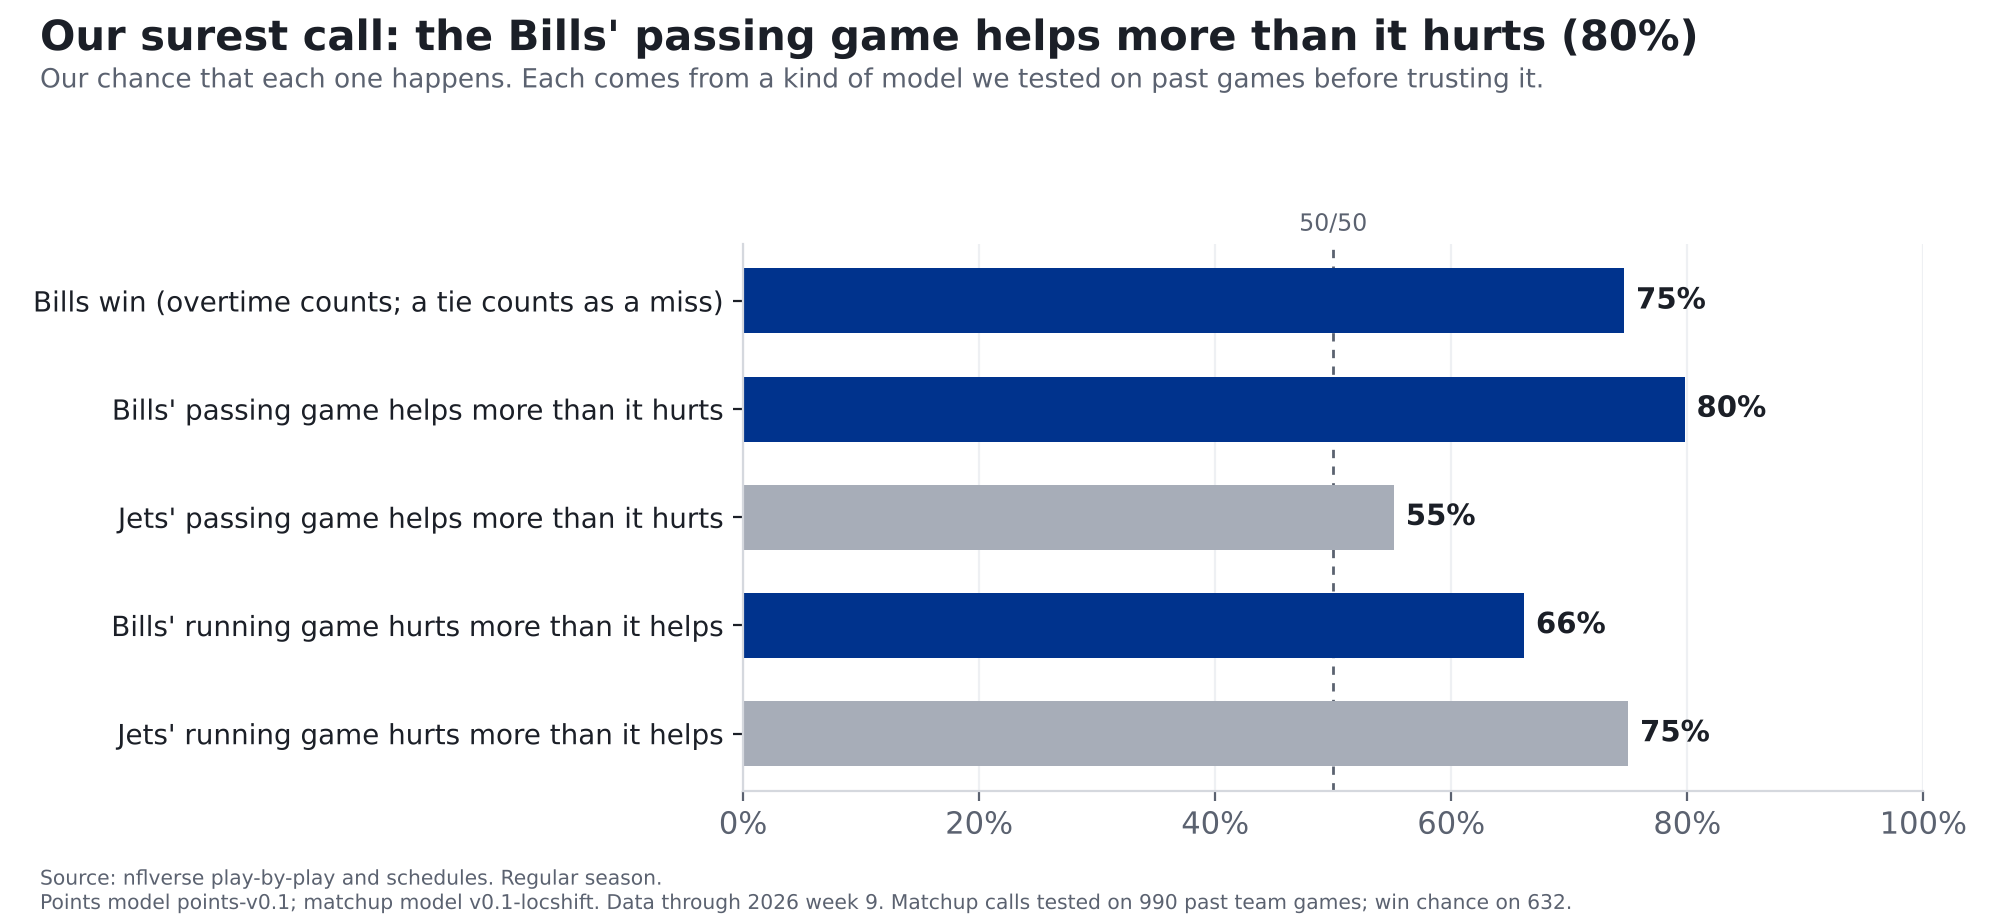 Our surest call: the Bills' passing game helps more than it hurts (80%)
Our chance that each one happens. Each comes from a kind of model we tested on past games before trusting it.
50/50
Bills win (overtime counts; a tie counts as a miss)
75%
Bills' passing game helps more than it hurts
80%
Jets' passing game helps more than it hurts
55%
Bills' running game hurts more than it helps
66%
Jets' running game hurts more than it helps
75%
0% 20% 40% 60% 80% 100%
Source: nflverse play-by-play and schedules. Regular season.
Points model points-v0.1; matchup model v0.1-locshift. Data through 2026 week 9. Matchup calls tested on 990 past team games; win chance on 632.